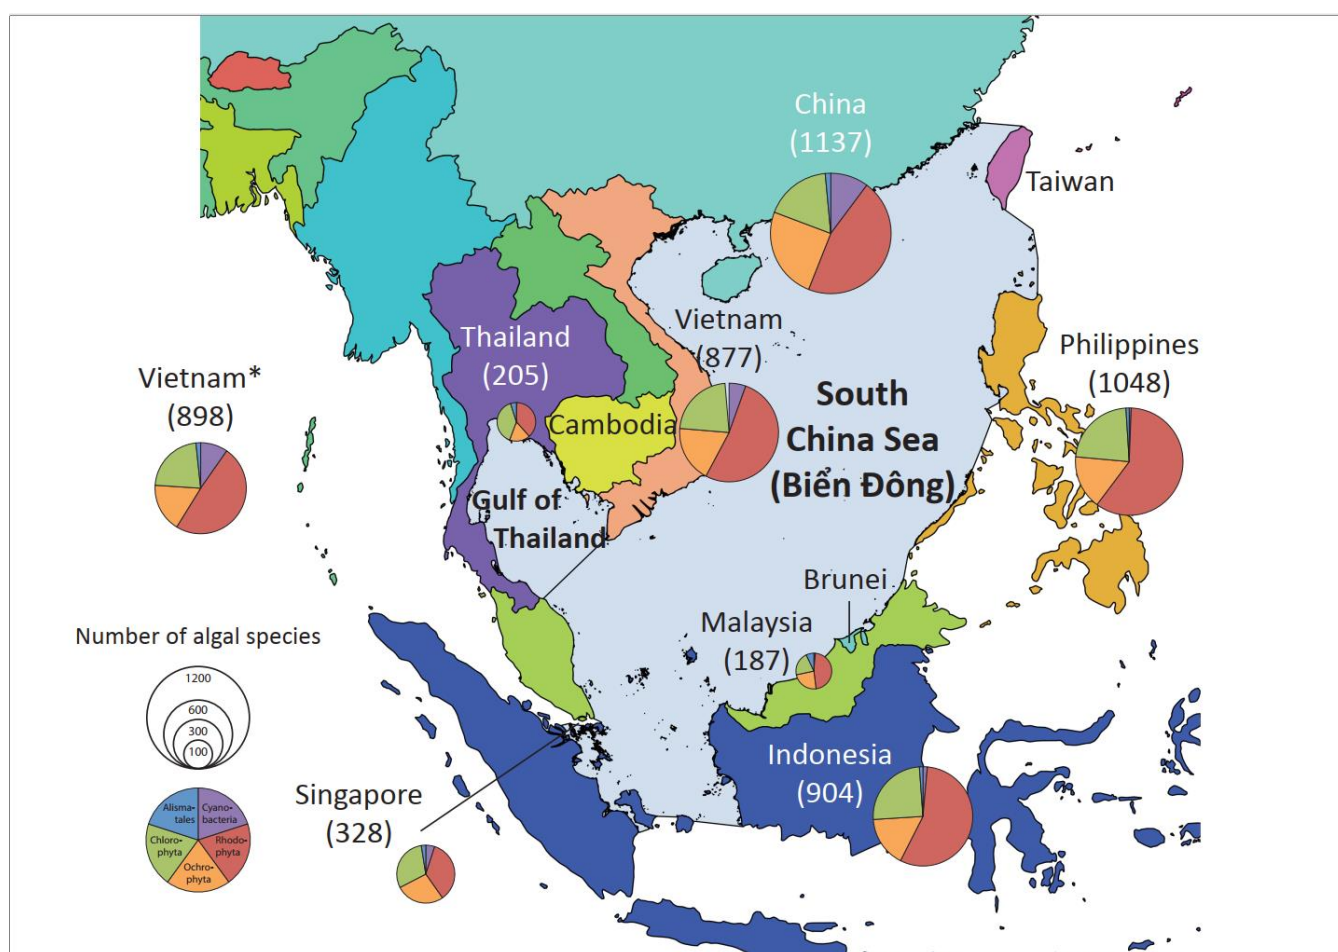 China
(1137)
Taiwan
Vietnam
(877)
Thailand
(205)
Philippines
(1048)
Vietnam*
(898)
Cambodia
South
China Sea
(Biển Đông)
Gulf of
Thailand
Brunei
Malaysia
(187)
Number of algal species
1200
600
300
100
Indonesia
(904)
Singapore
(328)
Alisma-
tales
Cyano-
bacteria
Chloro-
phyta
Rhodo-
phyta
Ochro-
phyta